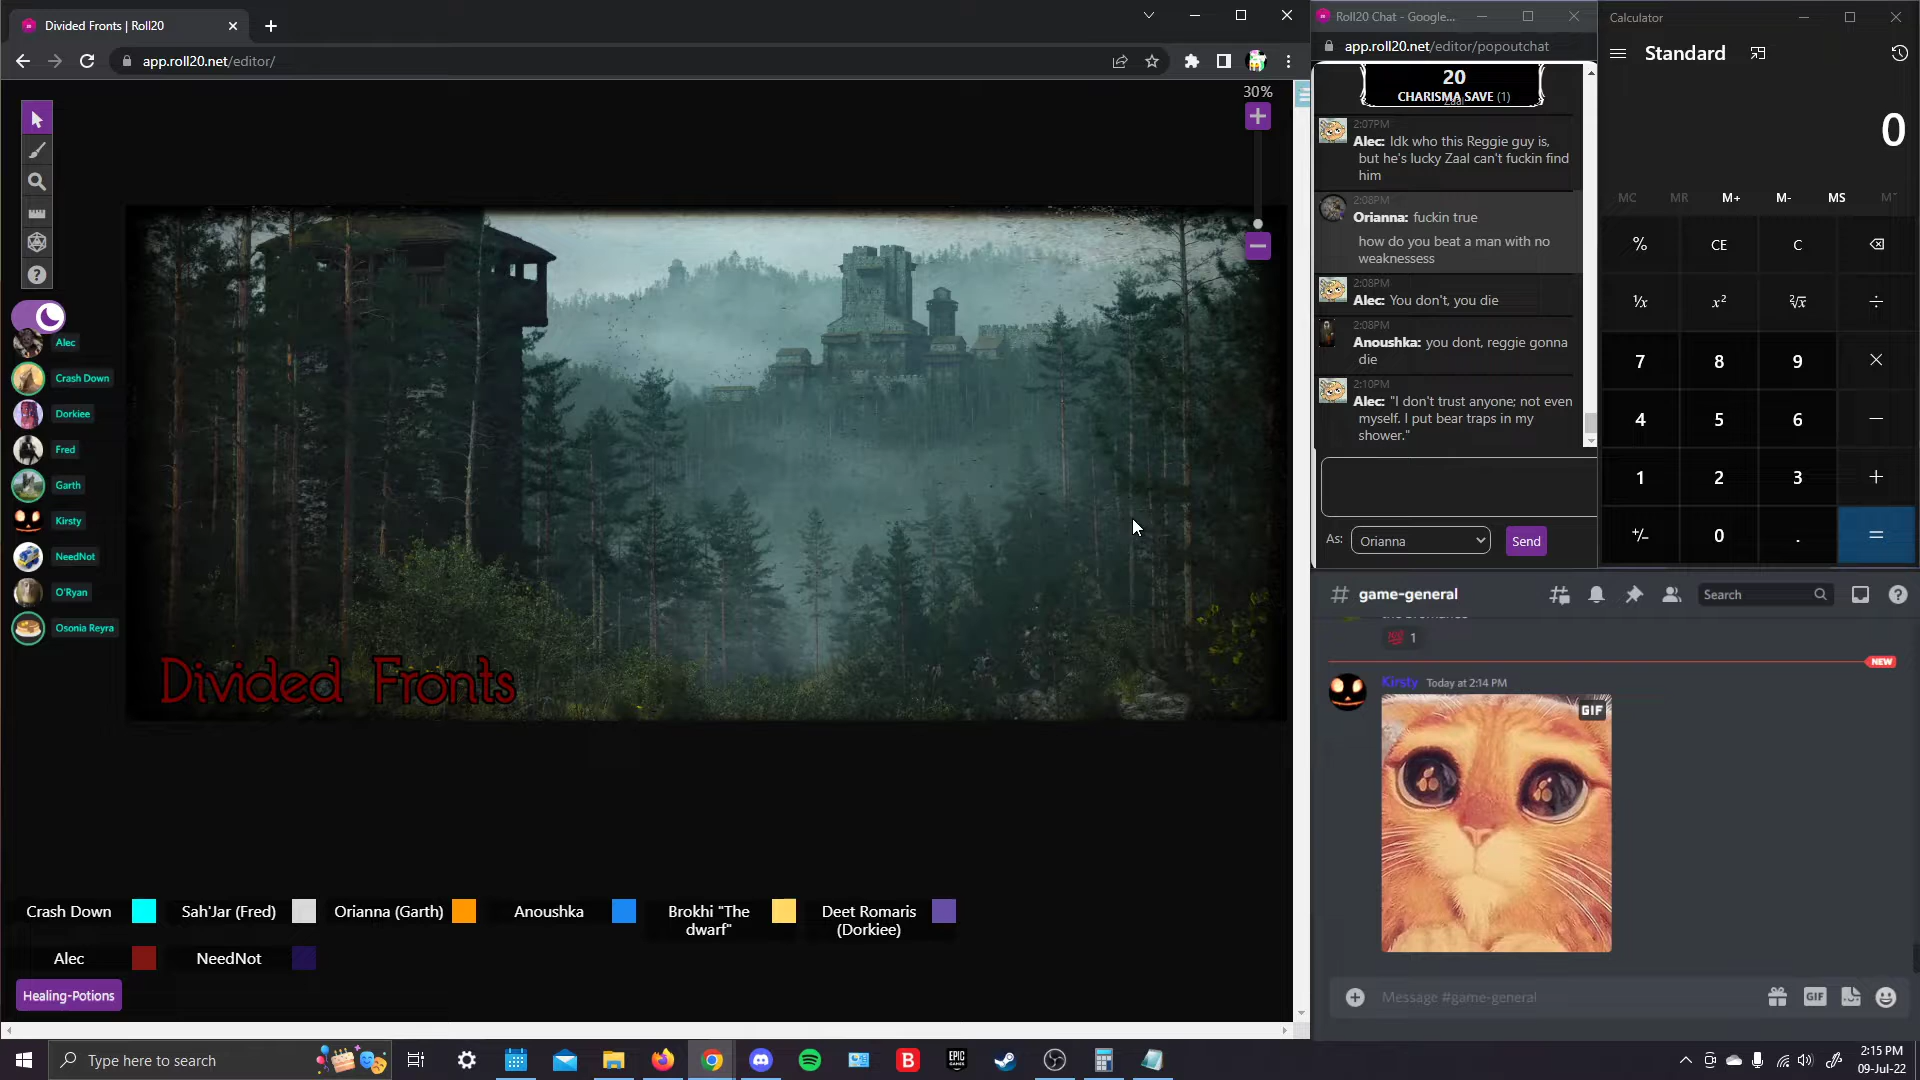 Divided Fronts | Roll20
app.roll20.net/editor/
30%
Alec
Crash Down
Dorkiee
Fred
Garth
Kirsty
NeedNot
O'Ryan
Osonia Reyra
Divided Fronts
Crash Down
Sah'Jar (Fred)
Orianna (Garth)
Anoushka
Brokhi "The
dwarf"
Deet Romaris
(Dorkiee)
Alec
NeedNot
Healing-Potions
Roll20 Chat - Google...
app.roll20.net/editor/popoutchat
20
CHARISMA SAVE (1)
Zaal
2:07PM
Alec: Idk who this Reggie guy is,
but he's lucky Zaal can't fuckin find
him
2:08PM
Orianna: fuckin true
how do you beat a man with no
weaknessess
2:08PM
Alec: You don't, you die
2:08PM
Anoushka: you dont, reggie gonna
die
2:10PM
Alec: "I don't trust anyone; not even
myself. I put bear traps in my
shower."
As:
Orianna
Send
Calculator
Standard
0
MC MR M+ M- MS
% CE C
¹/x x² ²√x ÷
7 8 9 ×
4 5 6 −
1 2 3 +
+/- 0 . =
# game-general
Search
💯 1
NEW
Kirsty Today at 2:14 PM
GIF
Message #game-general
GIF
Type here to search
B
EPIC
GAMES
2:15 PM
09-Jul-22